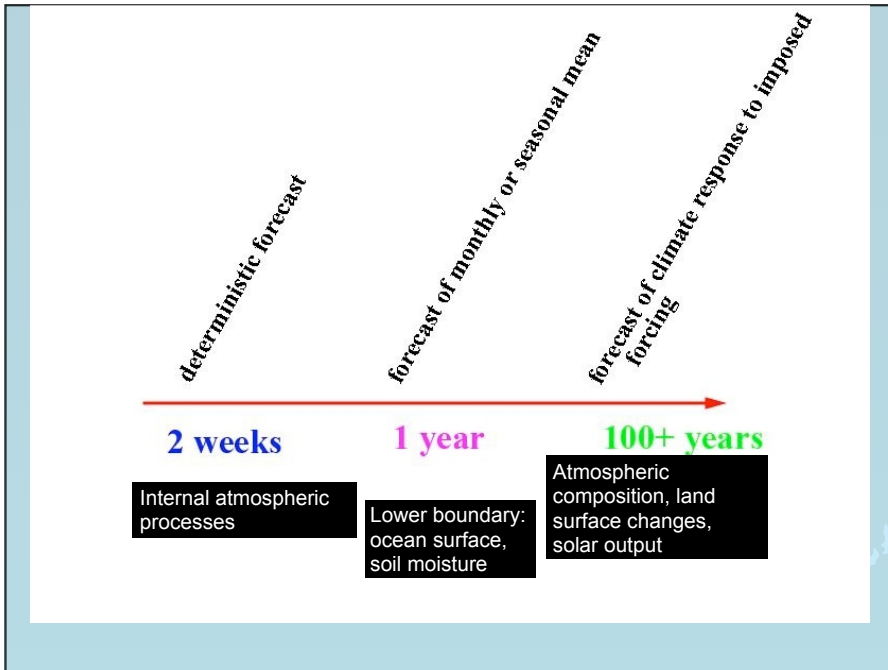 deterministic forecast
forecast of monthly or seasonal mean
forecast of climate response to imposed
forcing
2 weeks
1 year
100+ years
Internal atmospheric
processes
Lower boundary:
ocean surface,
soil moisture
Atmospheric
composition, land
surface changes,
solar output